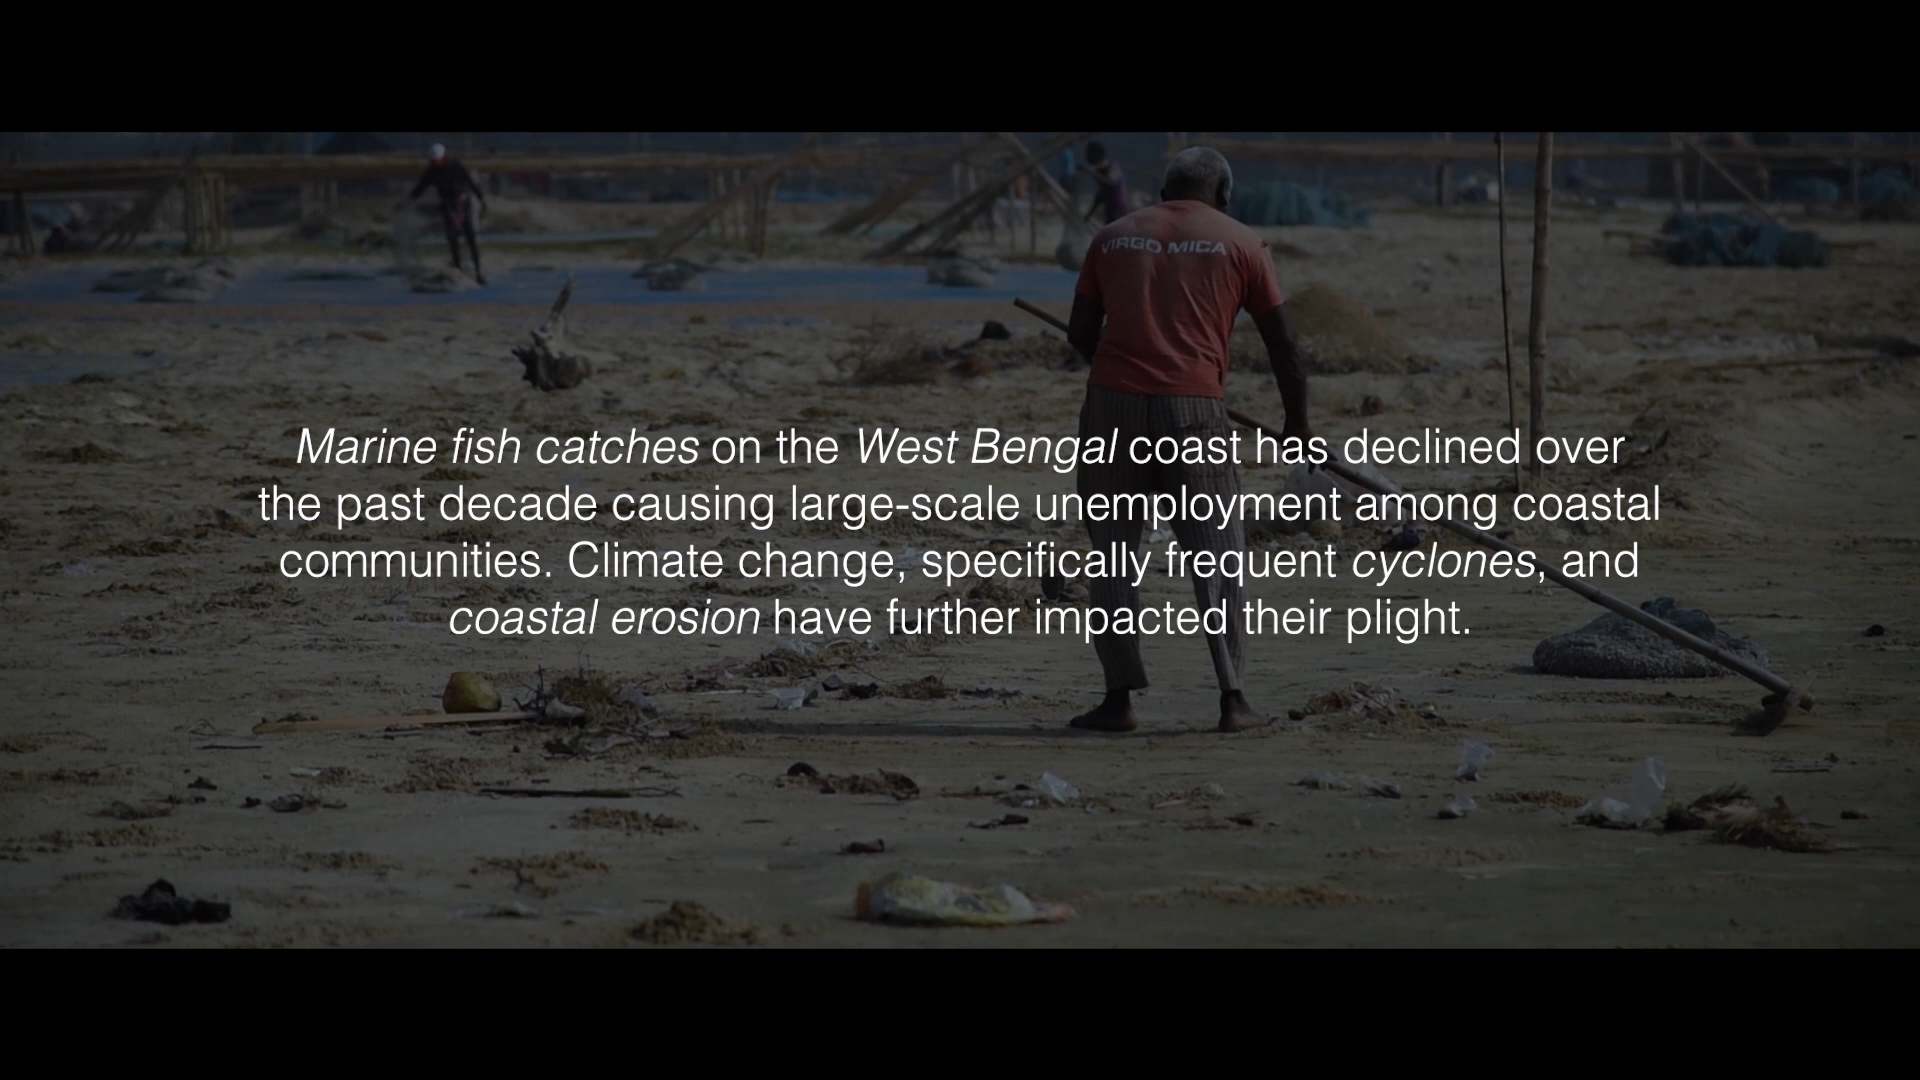 VIRGO MICA
Marine fish catches on the West Bengal coast has declined over
the past decade causing large-scale unemployment among coastal
communities. Climate change, specifically frequent cyclones, and
coastal erosion have further impacted their plight.